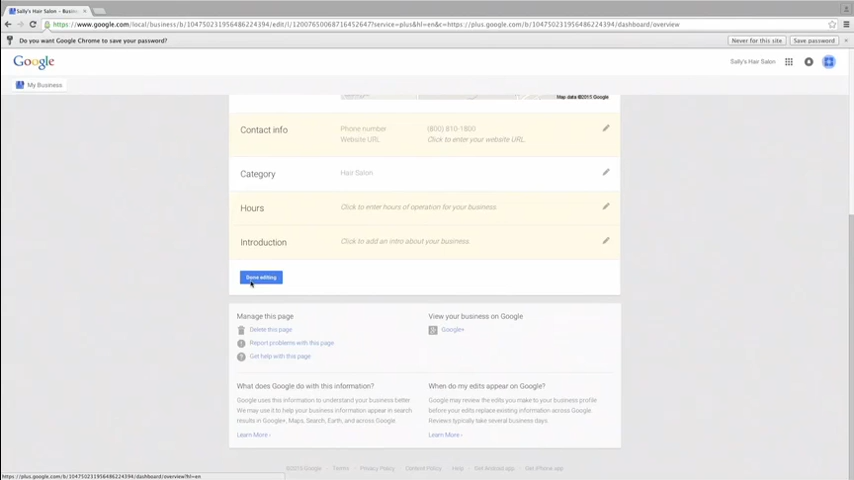 Sally's Hair Salon – Busin
https://www.google.com/local/business/b/104750231956486224394/edit/l/12007650068716452647?service=plus&hl=en&c=https://plus.google.com/b/104750231956486224394/dashboard/overview
Do you want Google Chrome to save your password?
Never for this site
Save password
Google
Sally's Hair Salon
My Business
Map data ©2015 Google
Contact info
Phone number
(800) 810-1800
Website URL
Click to enter your website URL.
Category
Hair Salon
Hours
Click to enter hours of operation for your business.
Introduction
Click to add an intro about your business.
Done editing
Manage this page
Delete this page
Report problems with this page
Get help with this page
View your business on Google
Google+
What does Google do with this information?
Google uses this information to understand your business better
We may use it to help your business information appear in search
results in Google+, Maps, Search, Earth, and across Google.
Learn More ›
When do my edits appear on Google?
Google may review the edits you make to your business profile
before your edits replace existing information across Google
Reviews typically take several business days.
Learn More ›
©2015 Google
Terms
Privacy Policy
Content Policy
Help
Get Android app
Get iPhone app
https://plus.google.com/b/104750231956486224394/dashboard/overview?hl=en